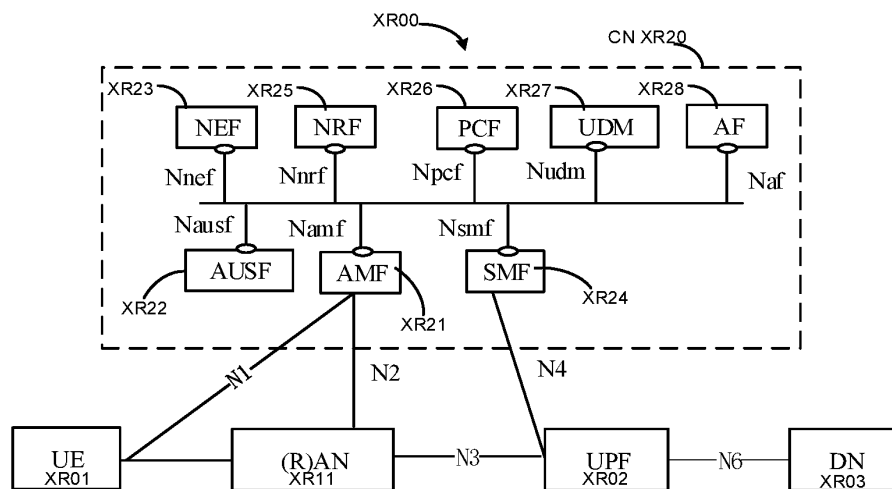 XR00
CN XR20
XR23
XR25
XR26
XR27
XR28
NEF
NRF
PCF
UDM
AF
Nnef
Nnrf
Npcf
Nudm
Naf
Nausf
Namf
Nsmf
AUSF
AMF
SMF
XR22
XR21
XR24
N1
N2
N4
UE
XR01
(R)AN
XR11
N3
UPF
XR02
N6
DN
XR03